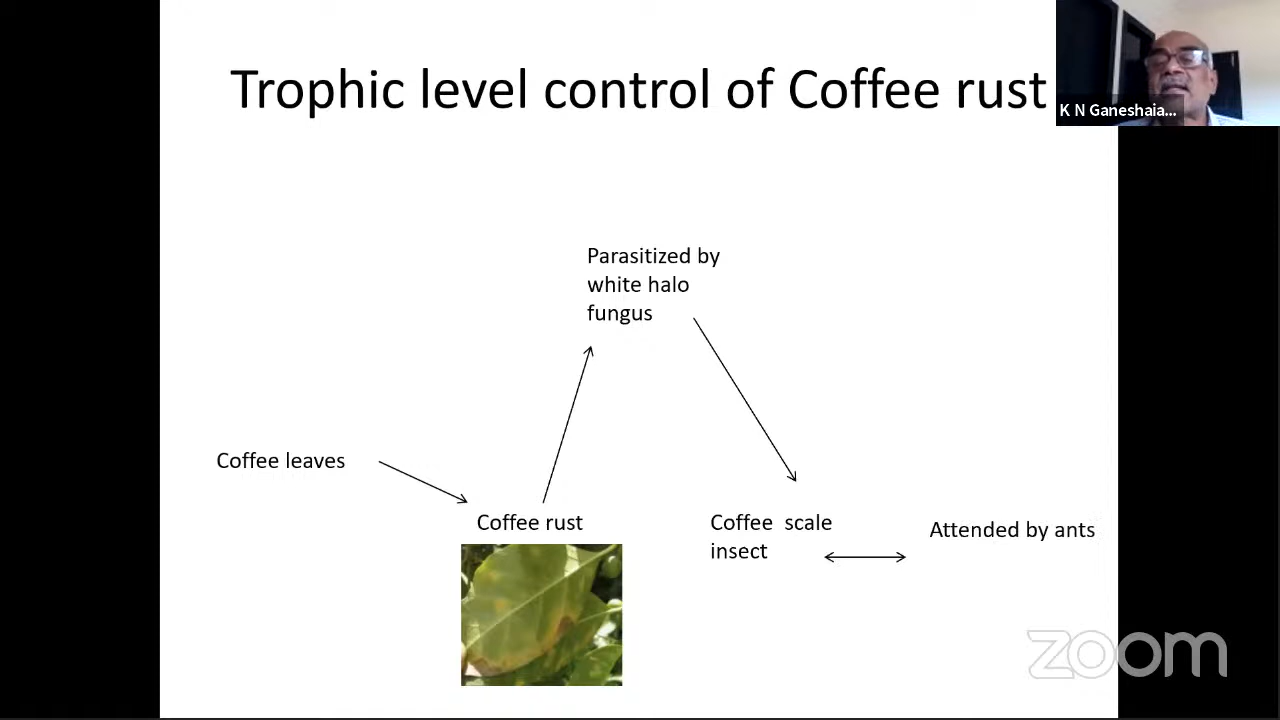 Trophic level control of Coffee rust
K N Ganeshaia...
Parasitized by
white halo
fungus
Coffee leaves
Coffee rust
Coffee scale
insect
Attended by ants
zoom